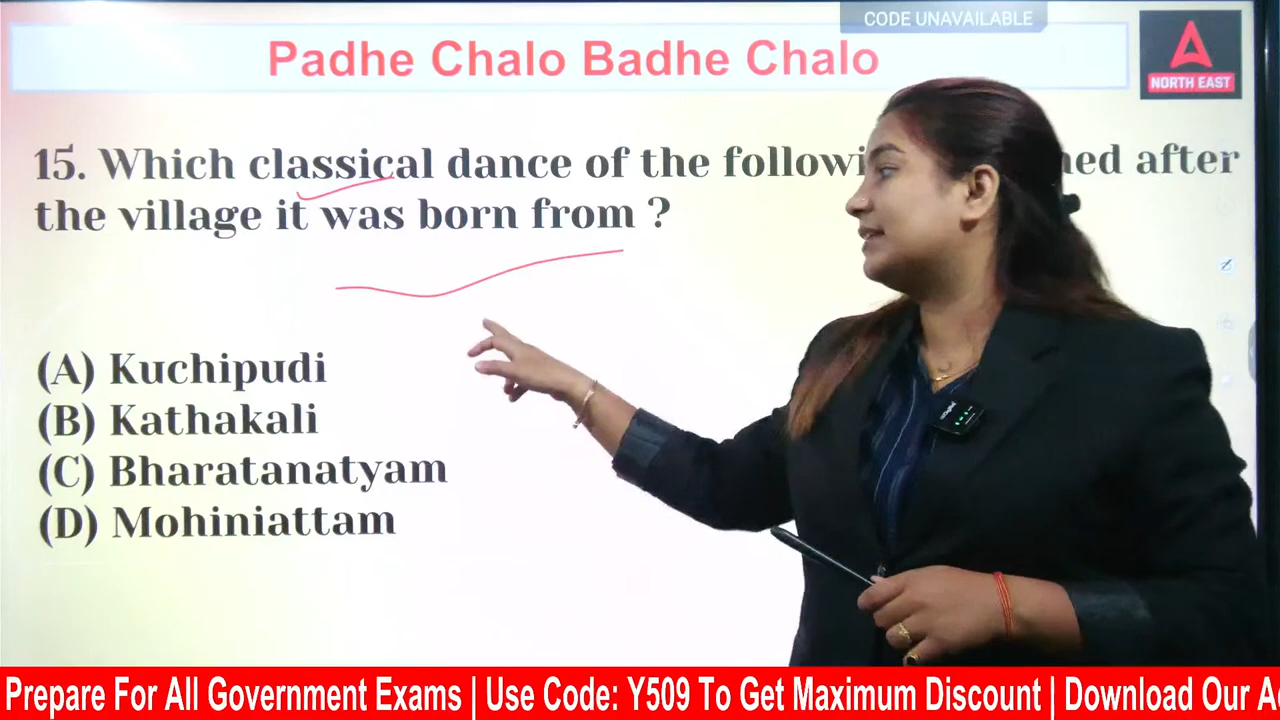 CODE UNAVAILABLE
Padhe Chalo Badhe Chalo
NORTH EAST
15. Which classical dance of the after
the village it was born from ?
(A) Kuchipudi
(B) Kathakali
(C) Bharatanatyam
(D) Mohiniattam
Prepare For All Government Exams | Use Code: Y509 To Get Maximum Discount | Download Our